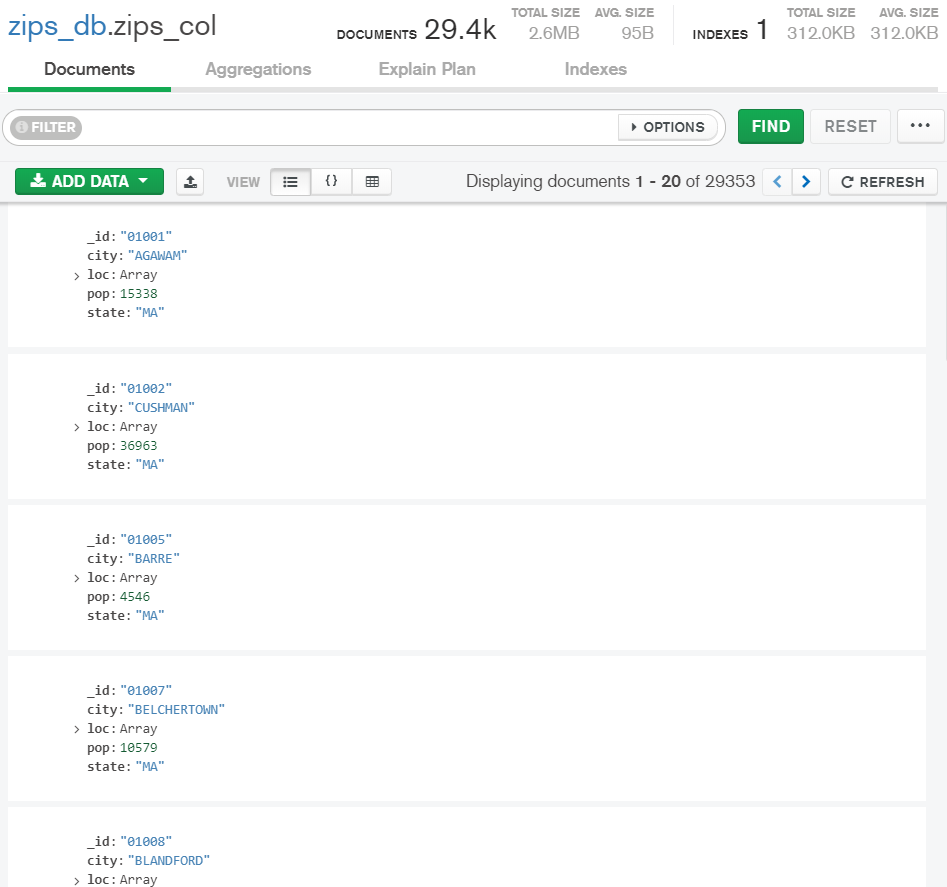 zips_db.zips_col
DOCUMENTS 29.4k TOTAL SIZE 2.6MB AVG. SIZE 95B INDEXES 1 TOTAL SIZE 312.0KB AVG. SIZE 312.0KB
Documents Aggregations Explain Plan Indexes
FILTER OPTIONS FIND RESET ...
ADD DATA VIEW {} Displaying documents 1 - 20 of 29353 < > REFRESH
_id: "01001"
city: "AGAWAM"
> loc: Array
pop: 15338
state: "MA"
_id: "01002"
city: "CUSHMAN"
> loc: Array
pop: 36963
state: "MA"
_id: "01005"
city: "BARRE"
> loc: Array
pop: 4546
state: "MA"
_id: "01007"
city: "BELCHERTOWN"
> loc: Array
pop: 10579
state: "MA"
_id: "01008"
city: "BLANDFORD"
> loc: Array